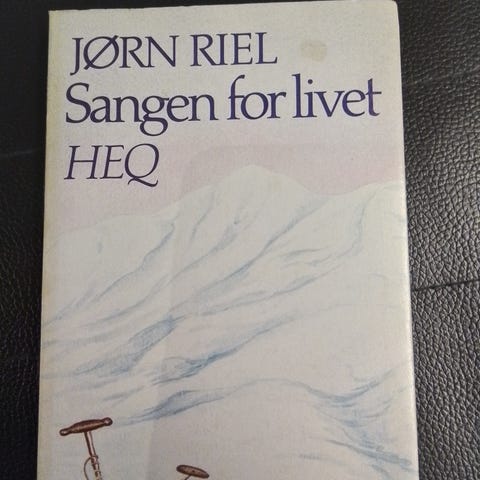 JØRN RIEL
Sangen for livet
HEQ